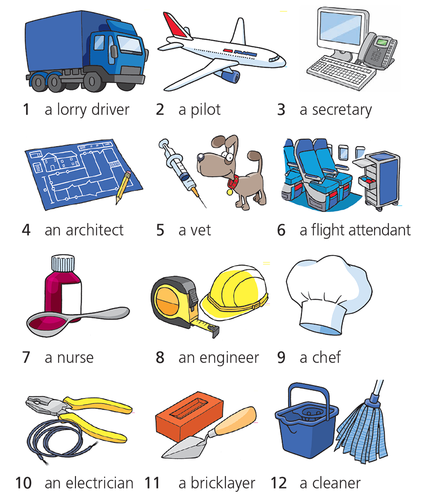 1 a lorry driver 2 a pilot 3 a secretary
4 an architect 5 a vet 6 a flight attendant
7 a nurse 8 an engineer 9 a chef
10 an electrician 11 a bricklayer 12 a cleaner